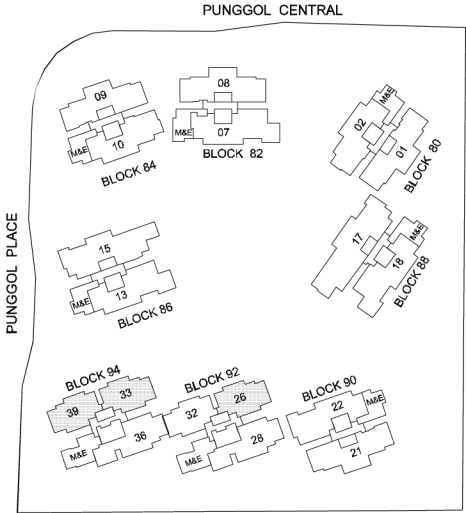 PUNGGOL CENTRAL
PUNGGOL PLACE
09
M&E
10
BLOCK 84
08
M&E
07
BLOCK 82
M&E
02
01
BLOCK 80
15
M&E
13
BLOCK 86
17
M&E
18
BLOCK 88
BLOCK 94
39
33
36
M&E
BLOCK 92
32
26
28
M&E
BLOCK 90
22
M&E
21